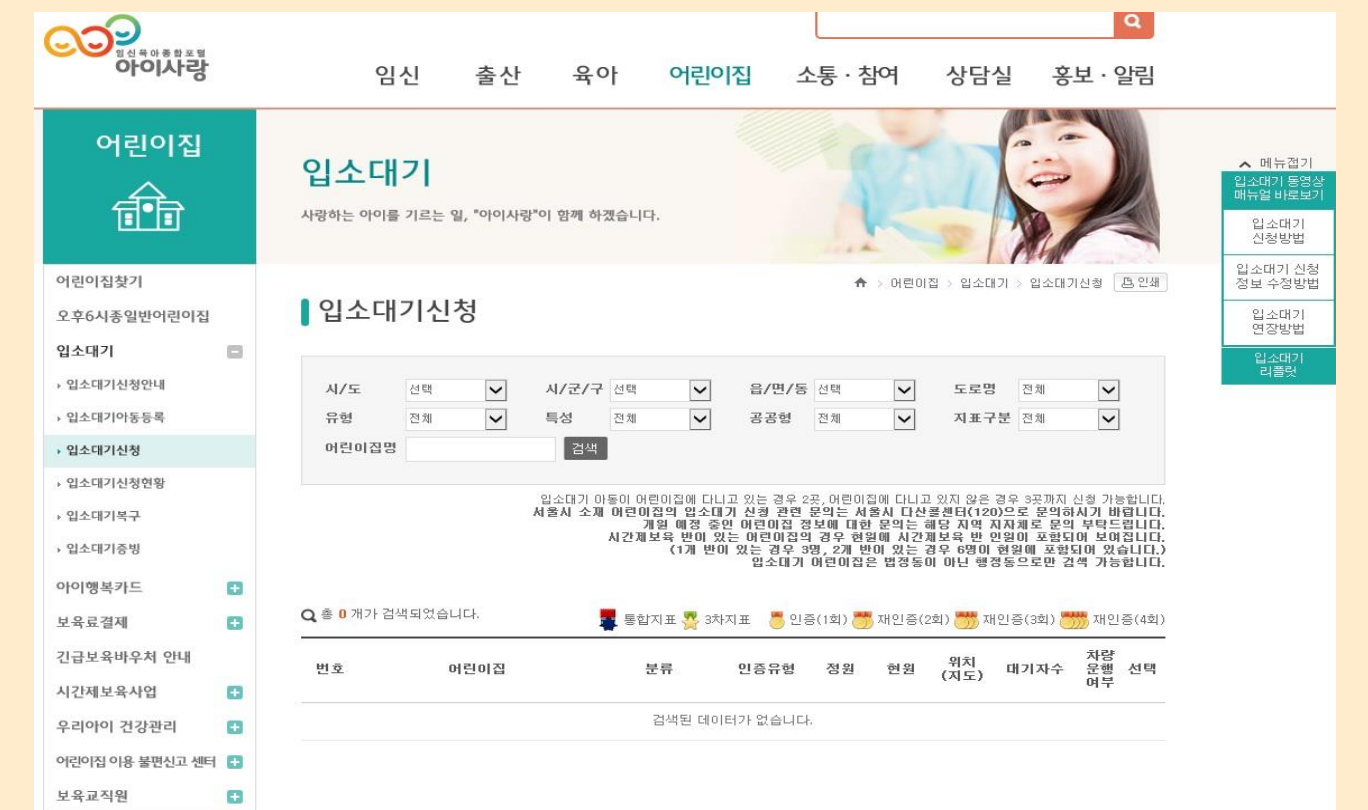 임신육아종합포털
아이사랑
임신 출산 육아 어린이집 소통·참여 상담실 홍보·알림
어린이집
입소대기
사랑하는 아이를 기르는 일, "아이사랑"이 함께 하겠습니다.
메뉴접기
입소대기 동영상
매뉴얼 바로보기
입소대기
신청방법
입소대기 신청
정보 수정방법
입소대기
연장방법
입소대기
리플릿
어린이집찾기
오후6시종일반어린이집
입소대기
입소대기신청안내
입소대기아동등록
입소대기신청
입소대기신청현황
입소대기복구
입소대기증빙
아이행복카드
보육료결제
긴급보육바우처 안내
시간제보육사업
우리아이 건강관리
어린이집 이용 불편신고 센터
보육교직원
> 어린이집 > 입소대기 > 입소대기신청 인쇄
입소대기신청
시/도 선택 시/군/구 선택 읍/면/동 선택 도로명 전체
유형 전체 특성 전체 공공형 전체 지표구분 전체
어린이집명 검색
입소대기 아동이 어린이집에 다니고 있는 경우 2곳, 어린이집에 다니고 있지 않은 경우 3곳까지 신청 가능합니다.
서울시 소재 어린이집의 입소대기 신청 관련 문의는 서울시 다산콜센터(120)으로 문의하시기 바랍니다.
개원 예정 중인 어린이집 정보에 대한 문의는 해당 지역 지자체로 문의 부탁드립니다.
시간제보육 반이 있는 어린이집의 경우 현원에 시간제보육 반 인원이 포함되어 보여집니다.
(1개 반이 있는 경우 3명, 2개 반이 있는 경우 6명이 현원에 포함되어 있습니다.)
입소대기 어린이집은 법정동이 아닌 행정동으로만 검색 가능합니다.
총 0 개가 검색되었습니다. 통합지표 3차지표 인증(1회) 재인증(2회) 재인증(3회) 재인증(4회)
번호 어린이집 분류 인증유형 정원 현원 위치(지도) 대기자수 차량운행여부 선택
검색된 데이터가 없습니다.